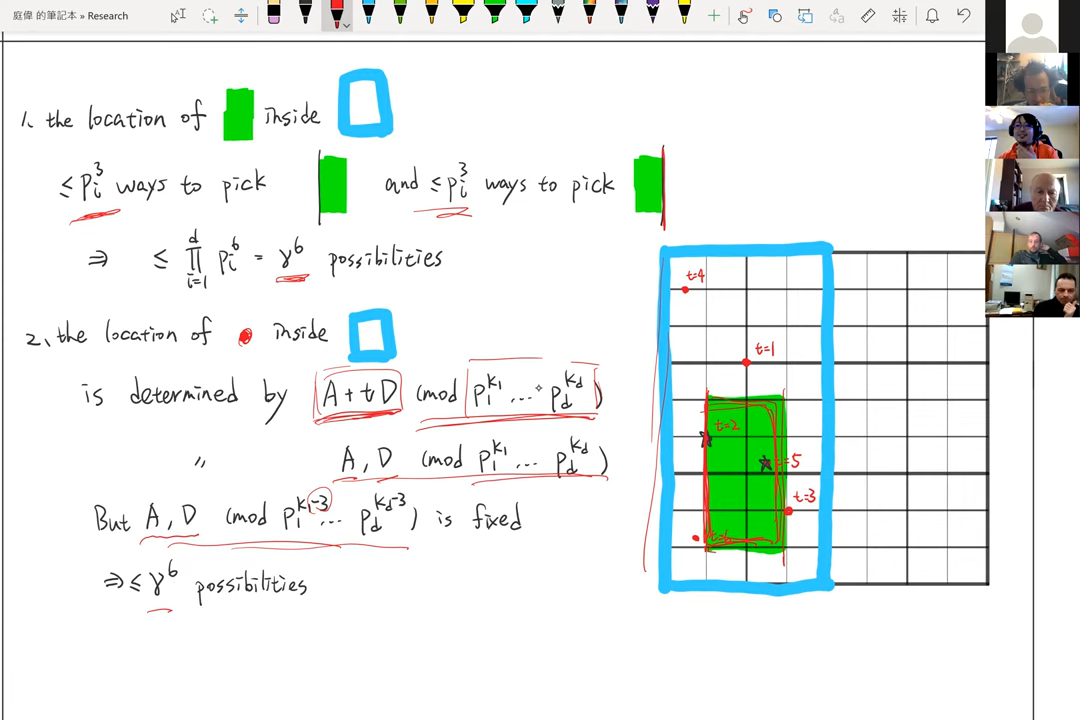 庭偉 的筆記本 » Research
1. the location of inside
≤ p_i^3 ways to pick and ≤ p_i^3 ways to pick
⇒ ≤ ∏_{i=1}^{d} p_i^6 = γ^6 possibilities
2. the location of inside
is determined by A + tD (mod p_1^{k_1} ... p_d^{k_d})
〃 A, D (mod p_1^{k_1} ... p_d^{k_d})
But A, D (mod p_1^{k_1-3} ... p_d^{k_d-3}) is fixed
⇒ ≤ γ^6 possibilities
t=4
t=1
t=2
t=5
t=3